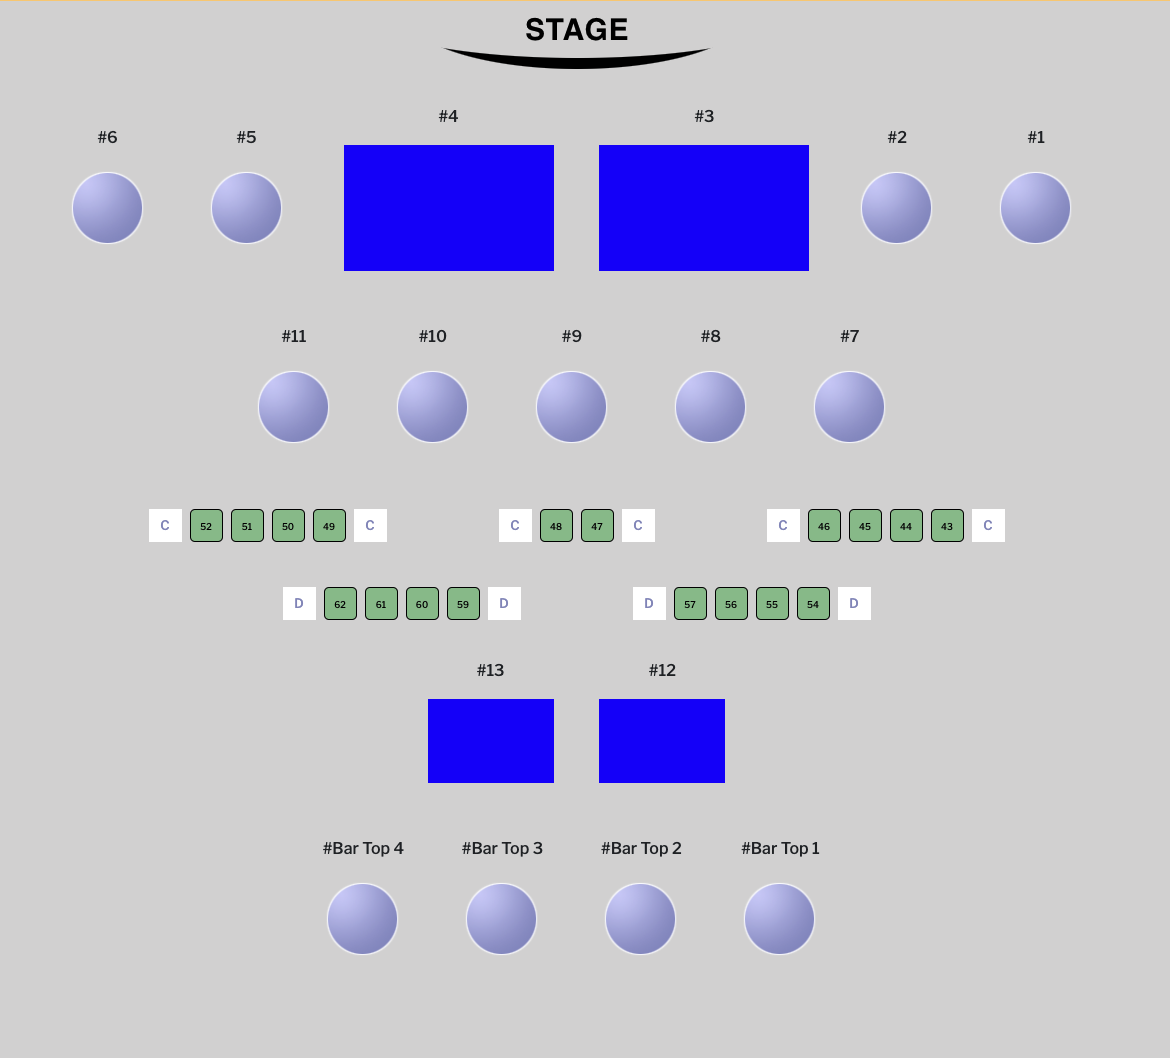 STAGE
#4 #3
#6 #5 #2 #1
#11 #10 #9 #8 #7
C 52 51 50 49 C C 48 47 C C 46 45 44 43 C
D 62 61 60 59 D D 57 56 55 54 D
#13 #12
#Bar Top 4 #Bar Top 3 #Bar Top 2 #Bar Top 1